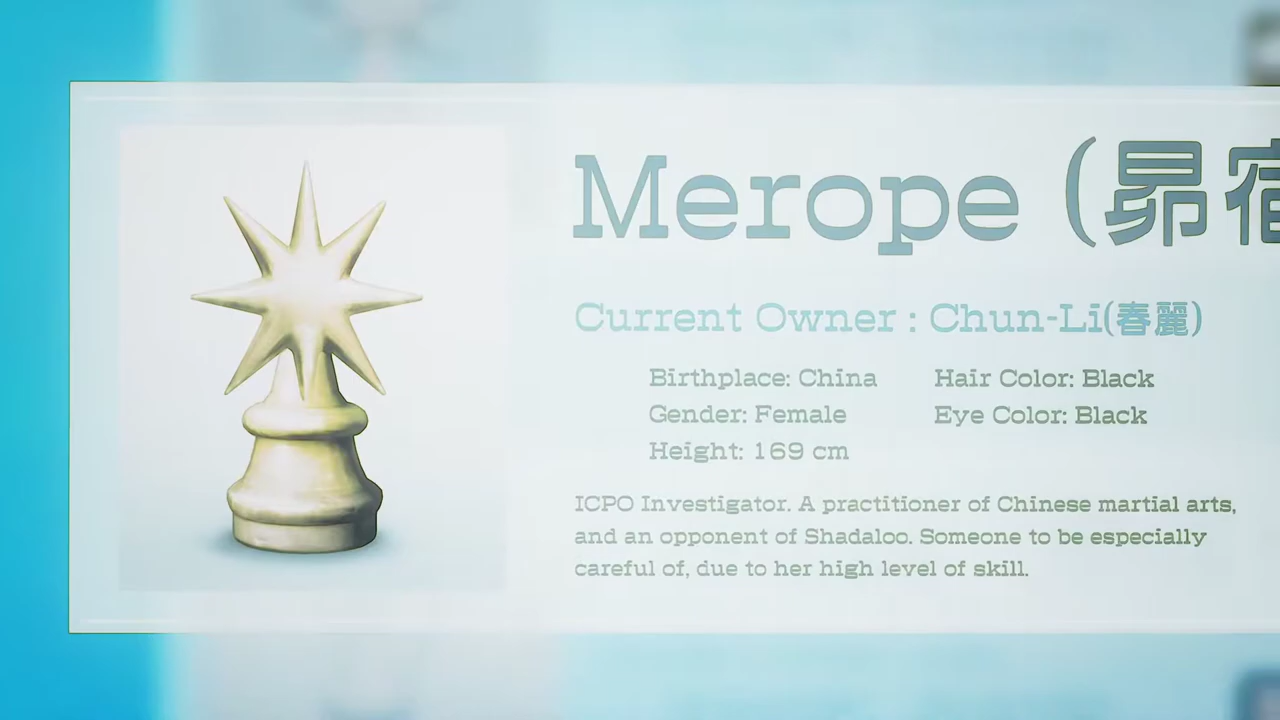 Merope (昴宿
Current Owner : Chun-Li(春麗)
Birthplace: China Hair Color: Black
Gender: Female Eye Color: Black
Height: 169 cm
ICPO Investigator. A practitioner of Chinese martial arts,
and an opponent of Shadaloo. Someone to be especially
careful of, due to her high level of skill.